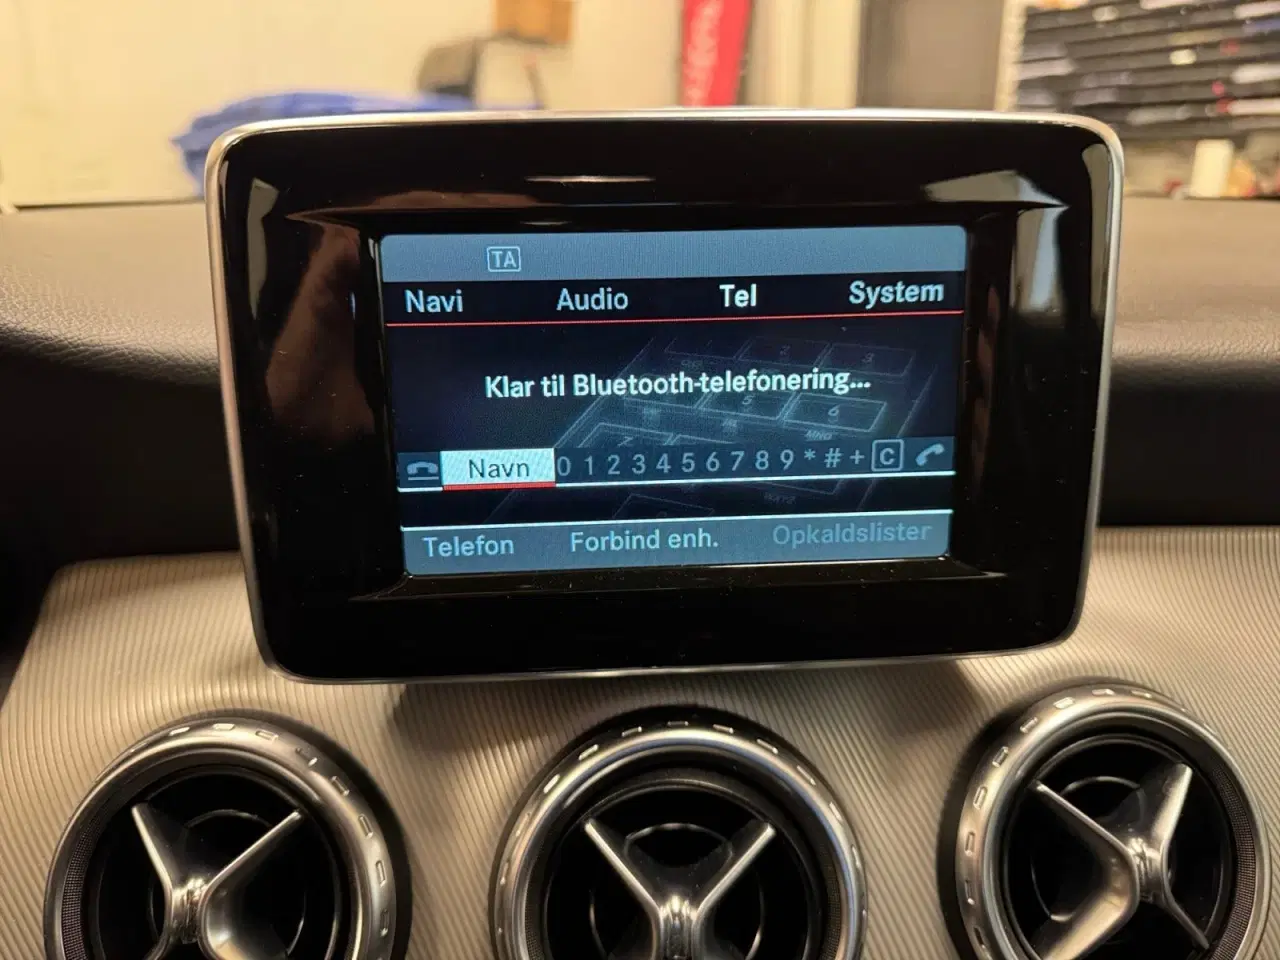 TA
Navi Audio Tel System
Klar til Bluetooth-telefonering...
Navn 0 1 2 3 4 5 6 7 8 9 * # + C
Telefon Forbind enh. Opkaldslister